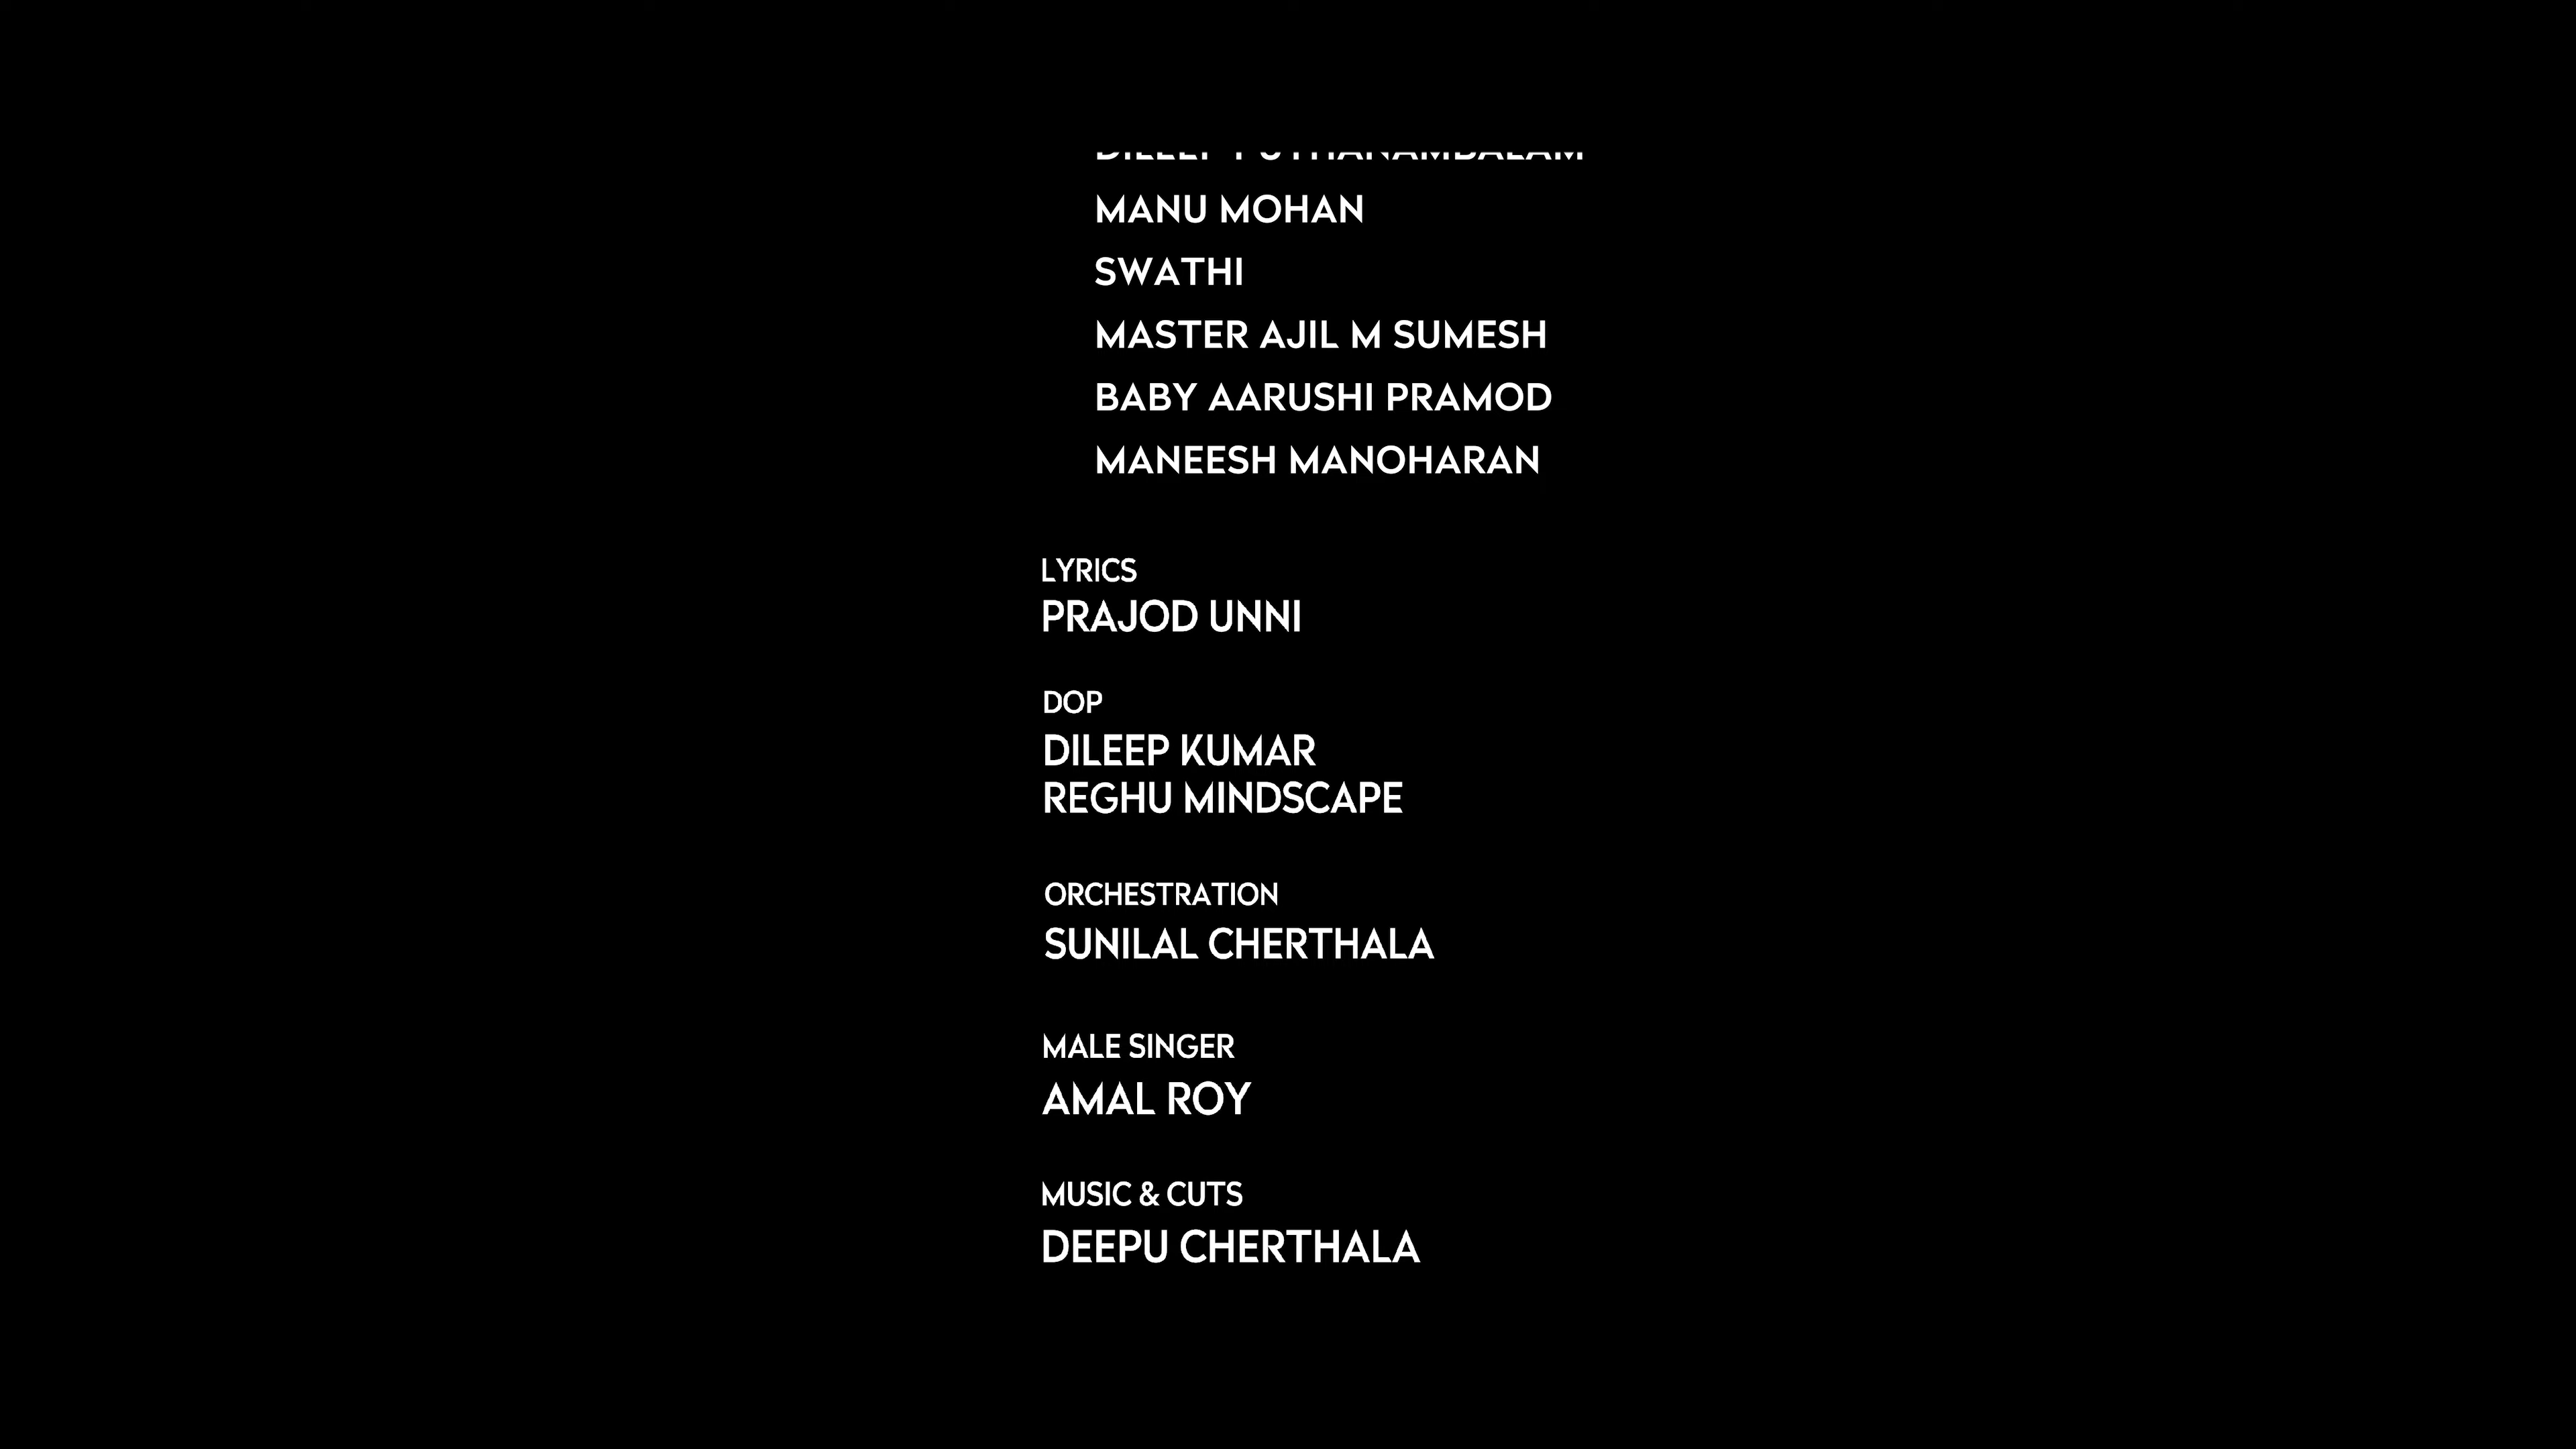 MANU MOHAN
SWATHI
MASTER AJIL M SUMESH
BABY AARUSHI PRAMOD
MANEESH MANOHARAN
LYRICS
PRAJOD UNNI
DOP
DILEEP KUMAR
REGHU MINDSCAPE
ORCHESTRATION
SUNILAL CHERTHALA
MALE SINGER
AMAL ROY
MUSIC & CUTS
DEEPU CHERTHALA